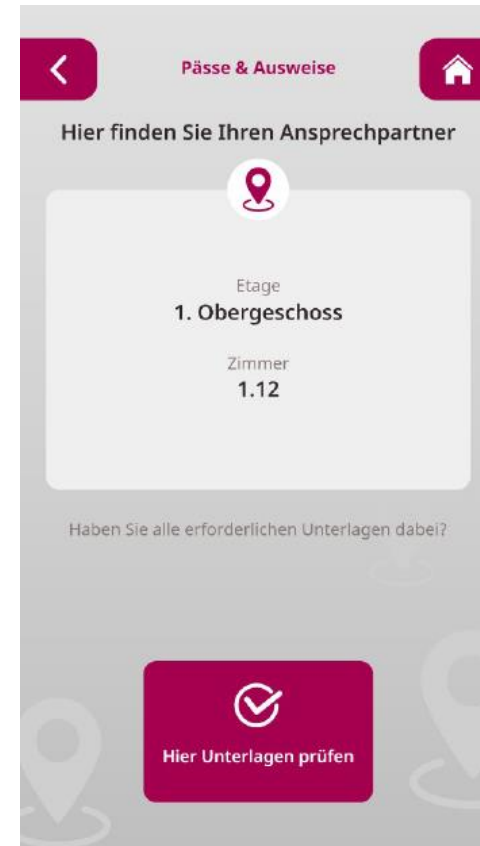 Pässe & Ausweise
Hier finden Sie Ihren Ansprechpartner
Etage
1. Obergeschoss
Zimmer
1.12
Haben Sie alle erforderlichen Unterlagen dabei?
Hier Unterlagen prüfen